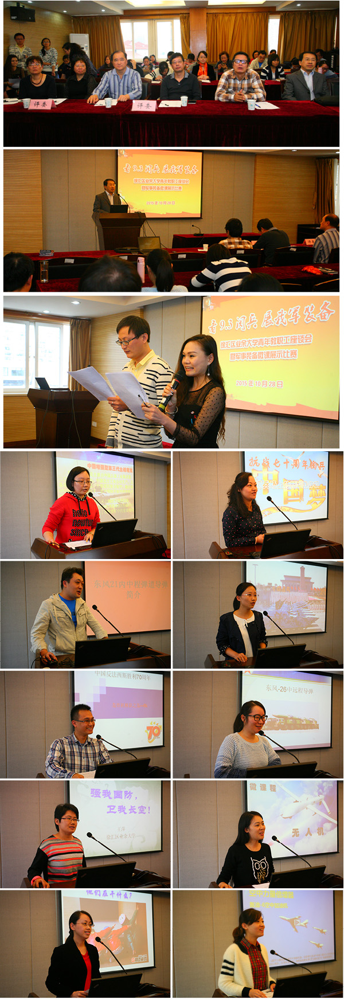 评委
评委
看9.3阅兵 展我军装备
徐汇区业余大学青年教职工座谈会
暨军事装备微课展示比赛
2015年10月28日
看9.3阅兵 展我军装备
徐汇区业余大学青年教职工座谈会
暨军事装备微课展示比赛
2015年10月28日
抗战七十周年阅兵
中国梦
东风21丙中程弹道导弹
简介
中国反法西斯胜利70周年
70
东风-26中远程导弹
强我国防，
卫我长空！
徐汇区业余大学
微课程
无人机
他们在干什么？
空中力量倍增器